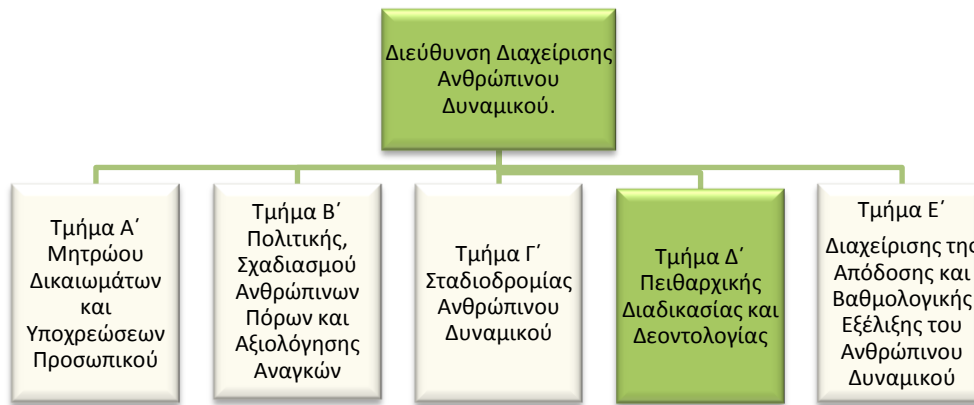 Διεύθυνση Διαχείρισης
Ανθρώπινου
Δυναμικού.
Τμήμα Α΄
Μητρώου
Δικαιωμάτων
και
Υποχρεώσεων
Προσωπικού
Τμήμα Β΄
Πολιτικής,
Σχαδιασμού
Ανθρώπινων
Πόρων και
Αξιολόγησης
Αναγκών
Τμήμα Γ΄
Σταδιοδρομίας
Ανθρώπινου
Δυναμικού
Τμήμα Δ΄
Πειθαρχικής
Διαδικασίας και
Δεοντολογίας
Τμήμα Ε΄
Διαχείρισης της
Απόδοσης και
Βαθμολογικής
Εξέλιξης του
Ανθρώπινου
Δυναμικού